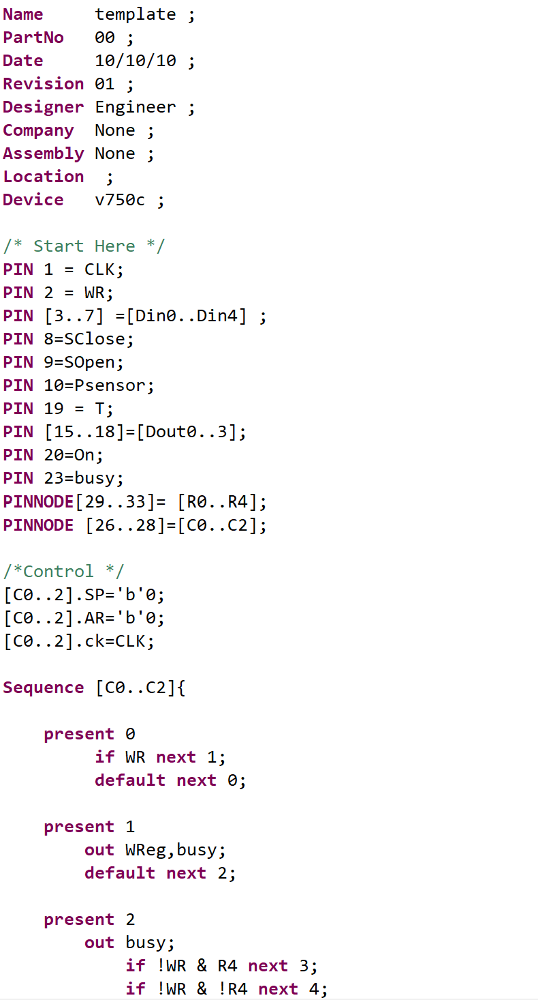 Name     template ;
PartNo   00 ;
Date     10/10/10 ;
Revision 01 ;
Designer Engineer ;
Company  None ;
Assembly None ;
Location  ;
Device   v750c ;

/* Start Here */
PIN 1 = CLK;
PIN 2 = WR;
PIN [3..7] =[Din0..Din4] ;
PIN 8=SClose;
PIN 9=SOpen;
PIN 10=Psensor;
PIN 19 = T;
PIN [15..18]=[Dout0..3];
PIN 20=On;
PIN 23=busy;
PINNODE[29..33]= [R0..R4];
PINNODE [26..28]=[C0..C2];

/*Control */
[C0..2].SP='b'0;
[C0..2].AR='b'0;
[C0..2].ck=CLK;

Sequence [C0..C2]{

    present 0
         if WR next 1;
         default next 0;

    present 1
        out WReg,busy;
        default next 2;

    present 2
        out busy;
            if !WR & R4 next 3;
            if !WR & !R4 next 4;